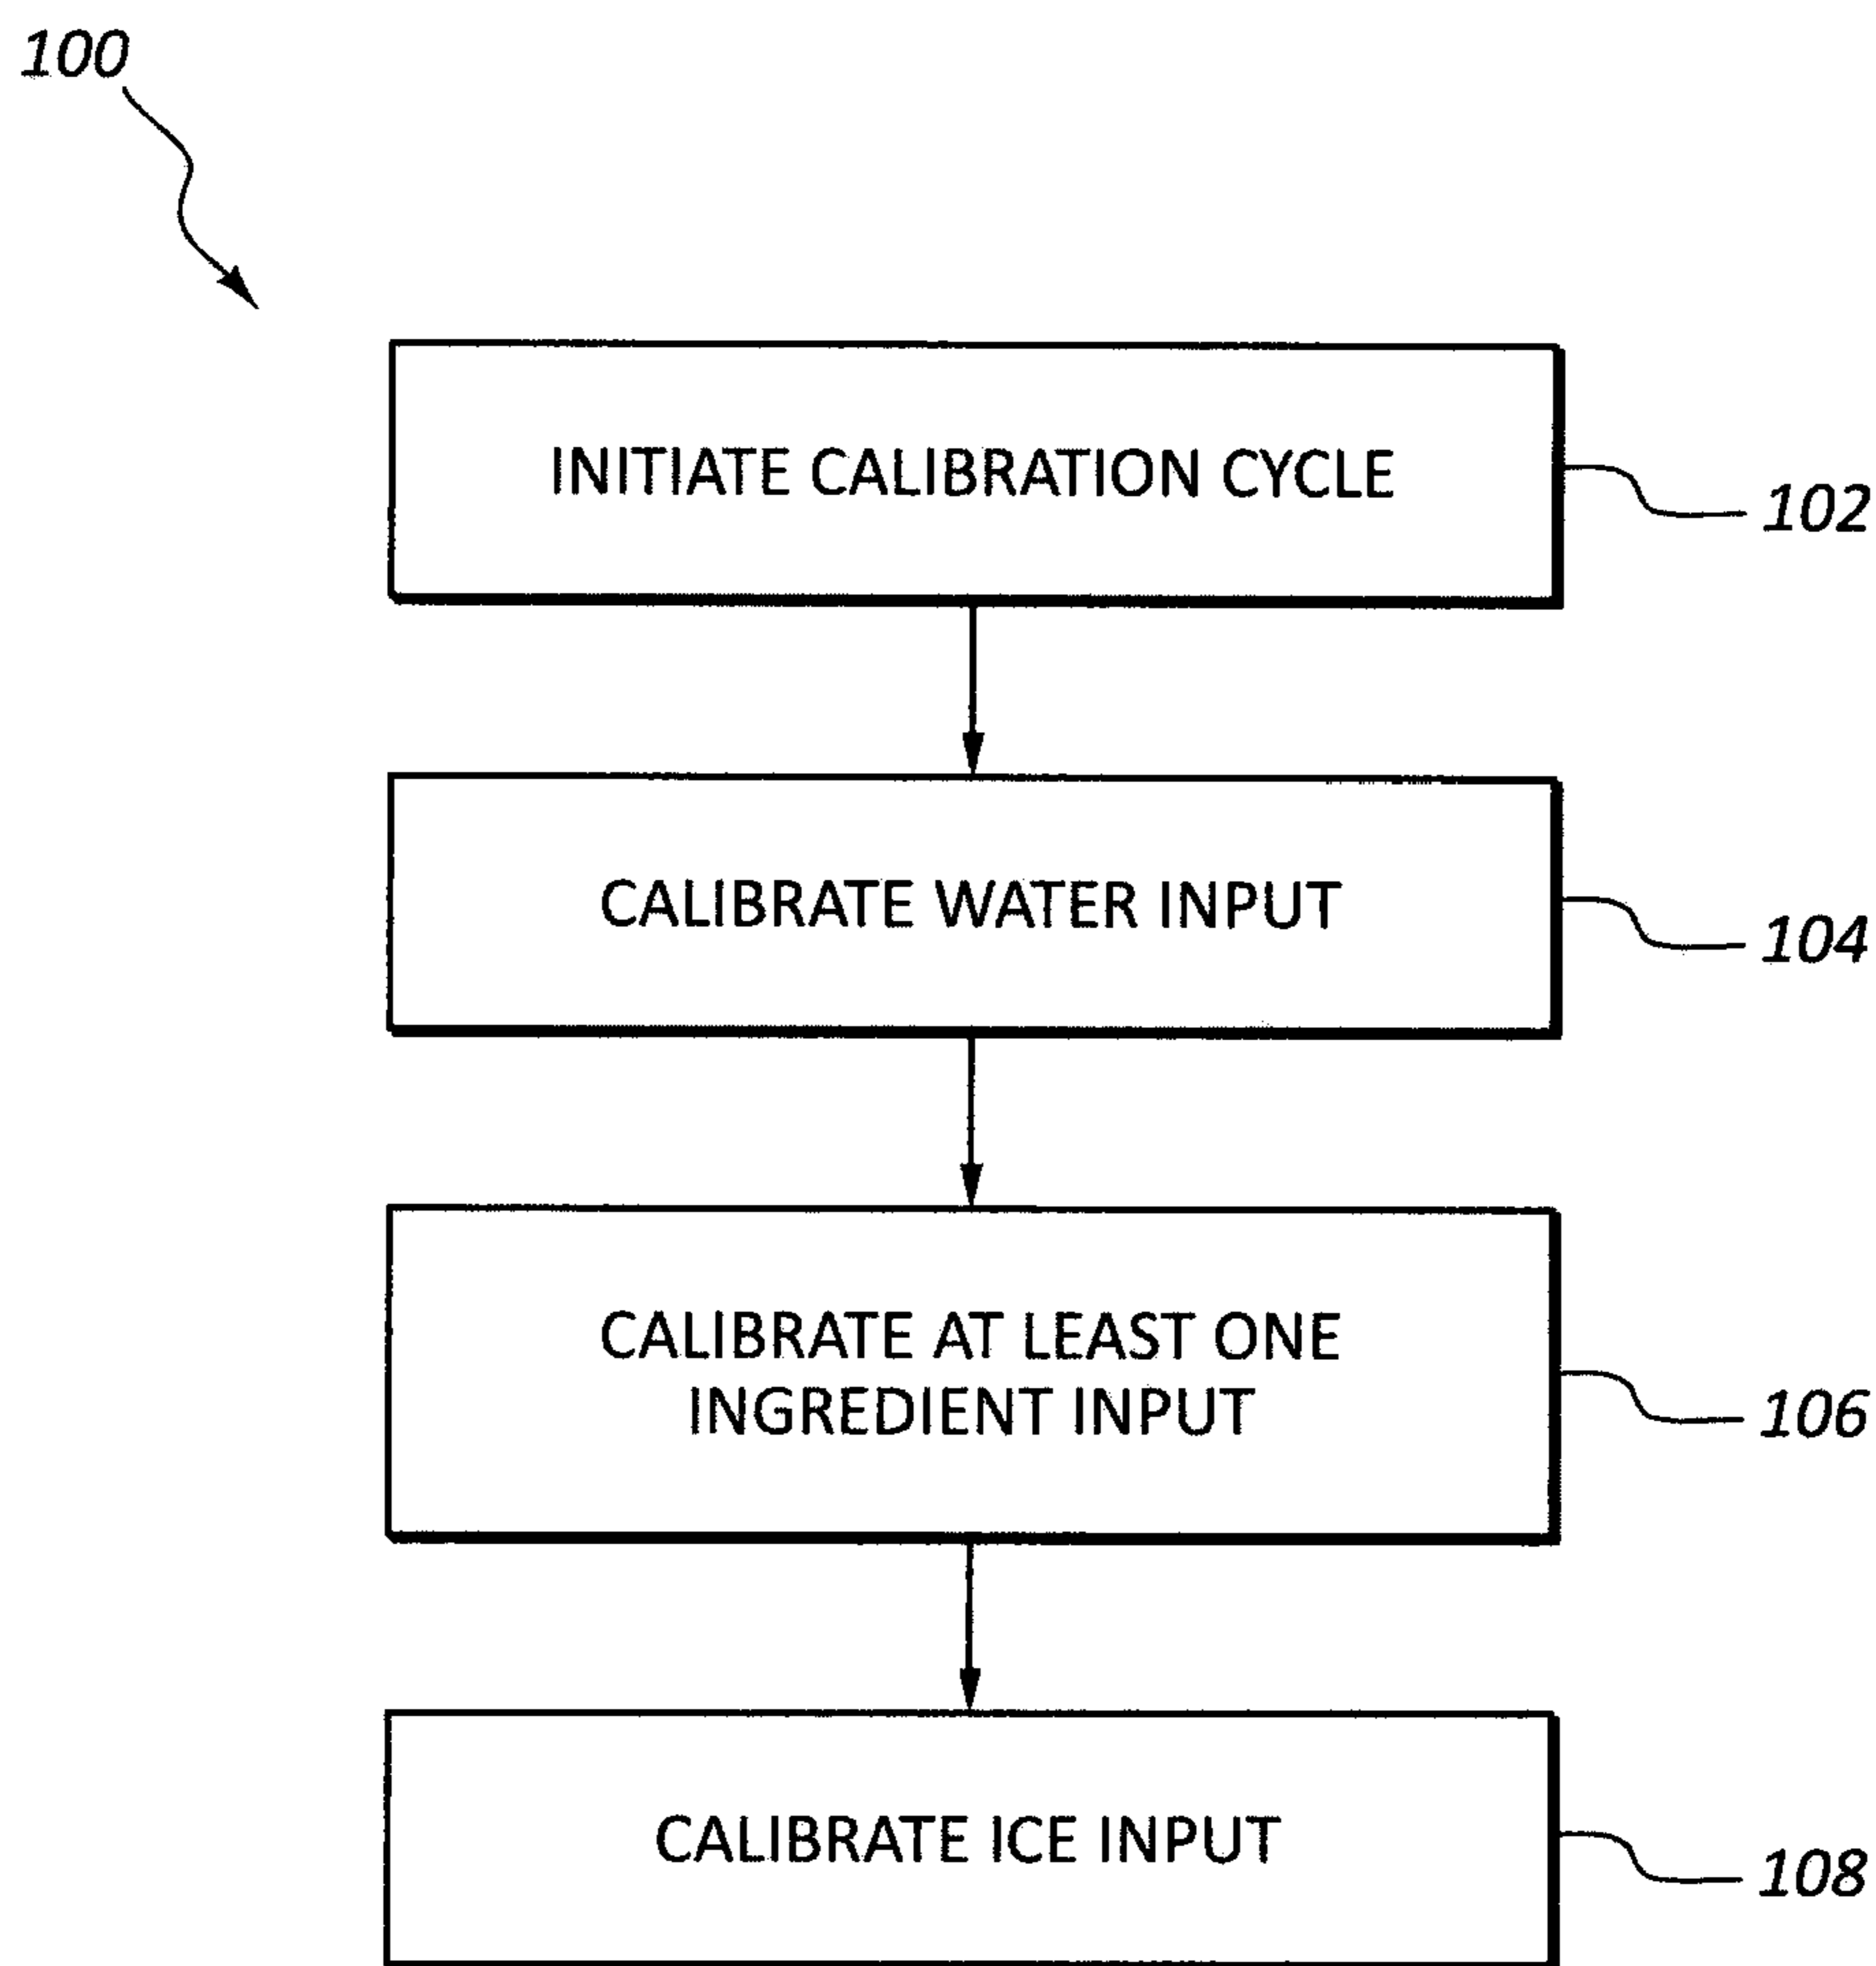 100
INITIATE CALIBRATION CYCLE
102
CALIBRATE WATER INPUT
104
CALIBRATE AT LEAST ONE
INGREDIENT INPUT
106
CALIBRATE ICE INPUT
108